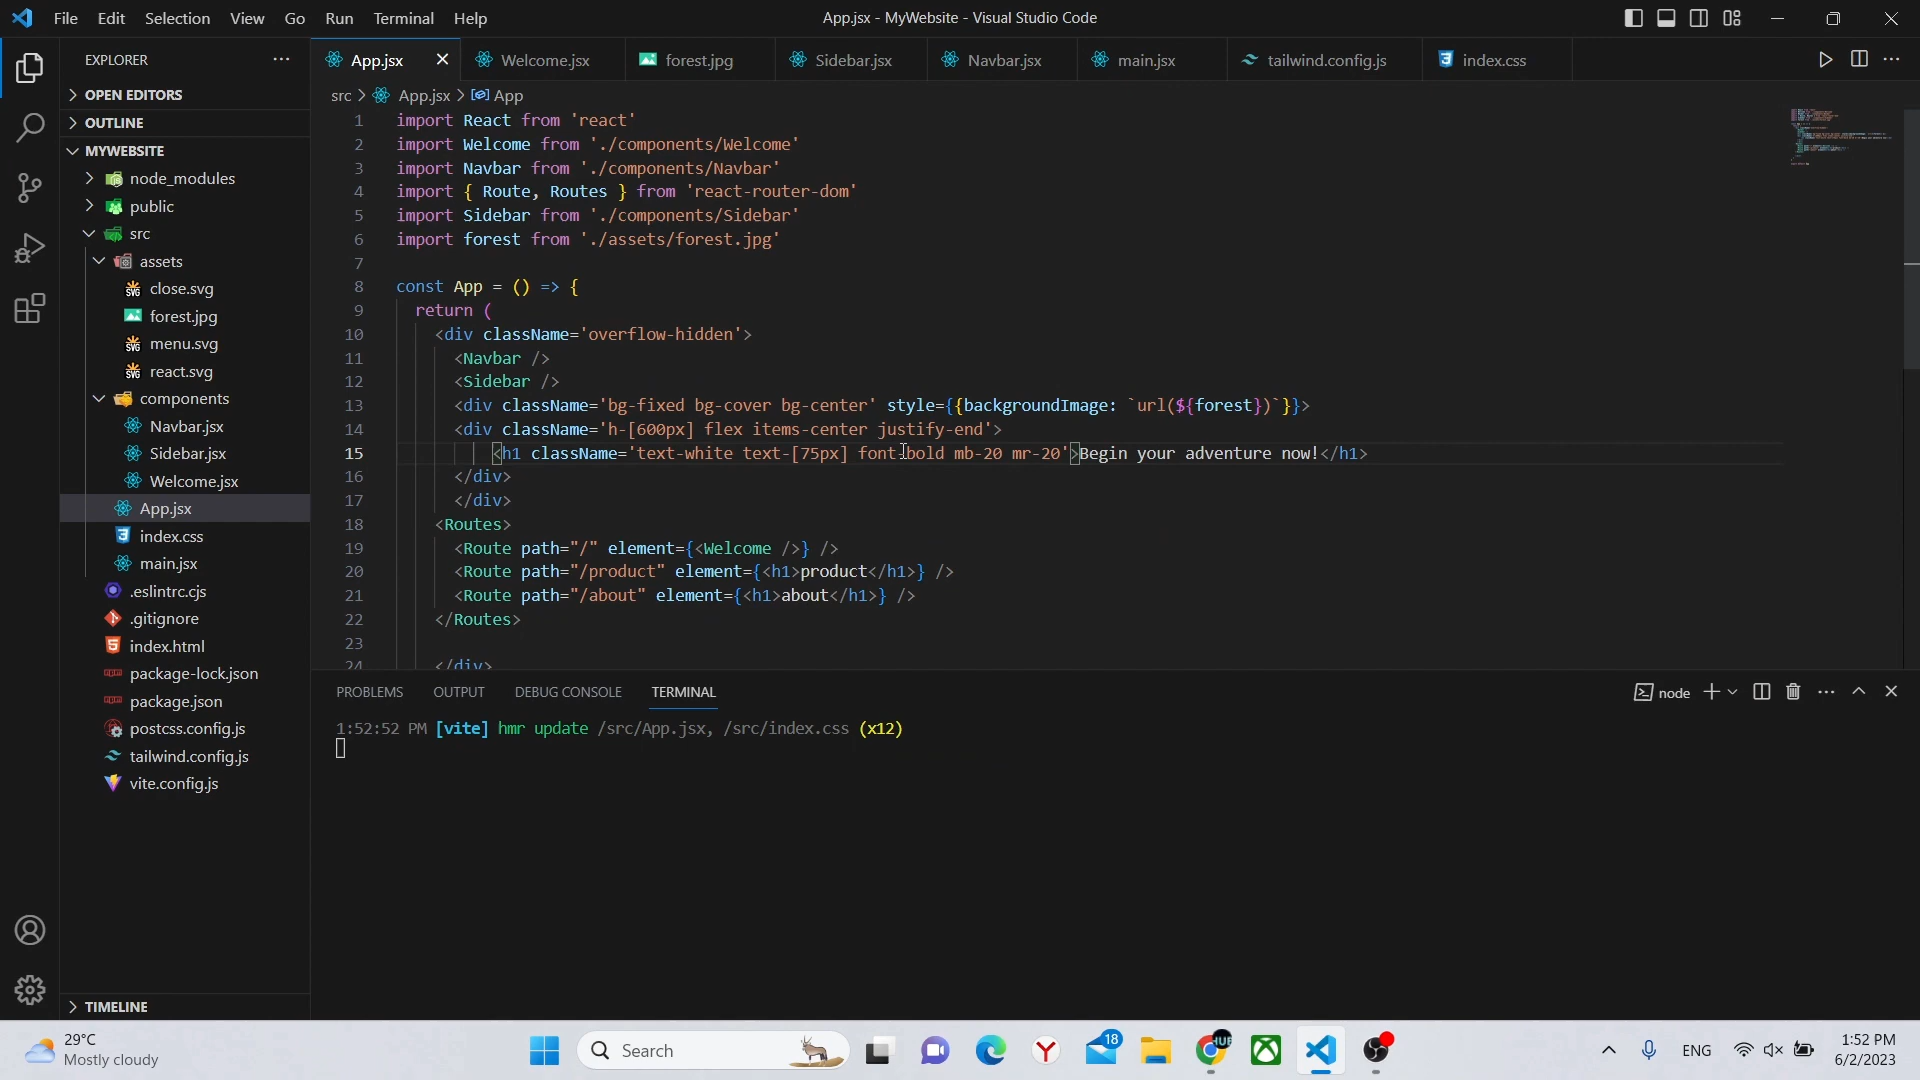 File Edit Selection View Go Run Terminal Help
App.jsx - MyWebsite - Visual Studio Code
EXPLORER
OPEN EDITORS
OUTLINE
MYWEBSITE
node_modules
public
src
assets
close.svg
forest.jpg
menu.svg
react.svg
components
Navbar.jsx
Sidebar.jsx
Welcome.jsx
App.jsx
index.css
main.jsx
.eslintrc.cjs
.gitignore
index.html
package-lock.json
package.json
postcss.config.js
tailwind.config.js
vite.config.js
TIMELINE
App.jsx Welcome.jsx forest.jpg Sidebar.jsx Navbar.jsx main.jsx tailwind.config.js index.css
src > App.jsx > App
1 import React from 'react'
2 import Welcome from './components/Welcome'
3 import Navbar from './components/Navbar'
4 import { Route, Routes } from 'react-router-dom'
5 import Sidebar from './components/Sidebar'
6 import forest from './assets/forest.jpg'
7
8 const App = () => {
9 return (
10 <div className='overflow-hidden'>
11 <Navbar />
12 <Sidebar />
13 <div className='bg-fixed bg-cover bg-center' style={{backgroundImage: `url(${forest})`}}>
14 <div className='h-[600px] flex items-center justify-end'>
15 <h1 className='text-white text-[75px] font-bold mb-20 mr-20'>Begin your adventure now!</h1>
16 </div>
17 </div>
18 <Routes>
19 <Route path="/" element={<Welcome />} />
20 <Route path="/product" element={<h1>product</h1>} />
21 <Route path="/about" element={<h1>about</h1>} />
22 </Routes>
23
24 </div>
PROBLEMS OUTPUT DEBUG CONSOLE TERMINAL
node
1:52:52 PM [vite] hmr update /src/App.jsx, /src/index.css (x12)
29°C
Mostly cloudy
Search
18
HUB
ENG
1:52 PM
6/2/2023